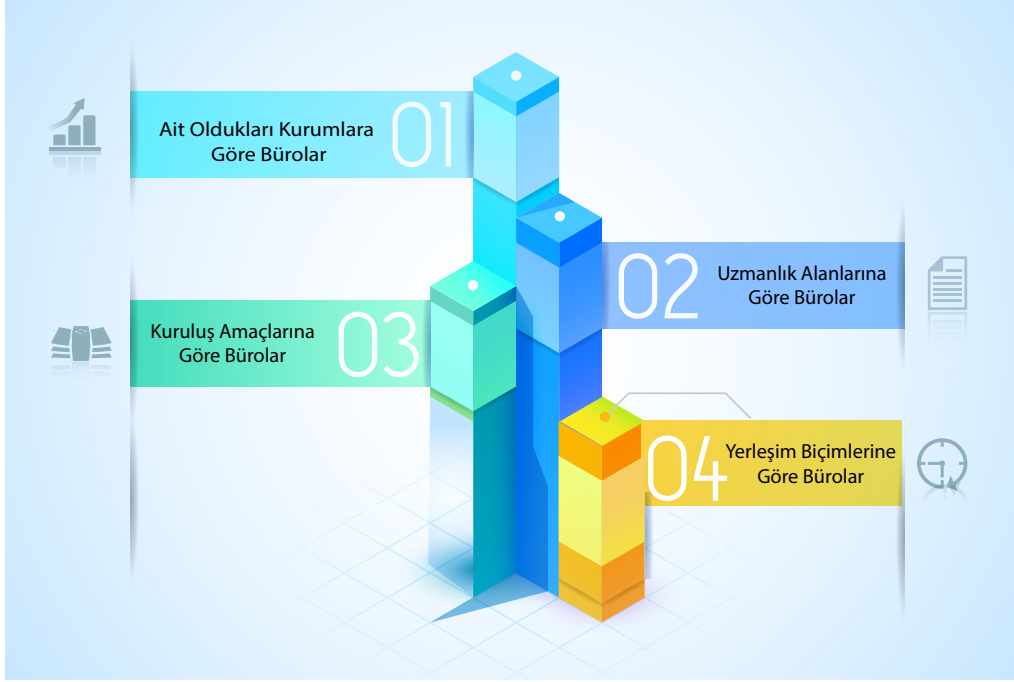 Ait Oldukları Kurumlara
Göre Bürolar
01
02
Uzmanlık Alanlarına
Göre Bürolar
Kuruluş Amaçlarına
Göre Bürolar
03
04
Yerleşim Biçimlerine
Göre Bürolar